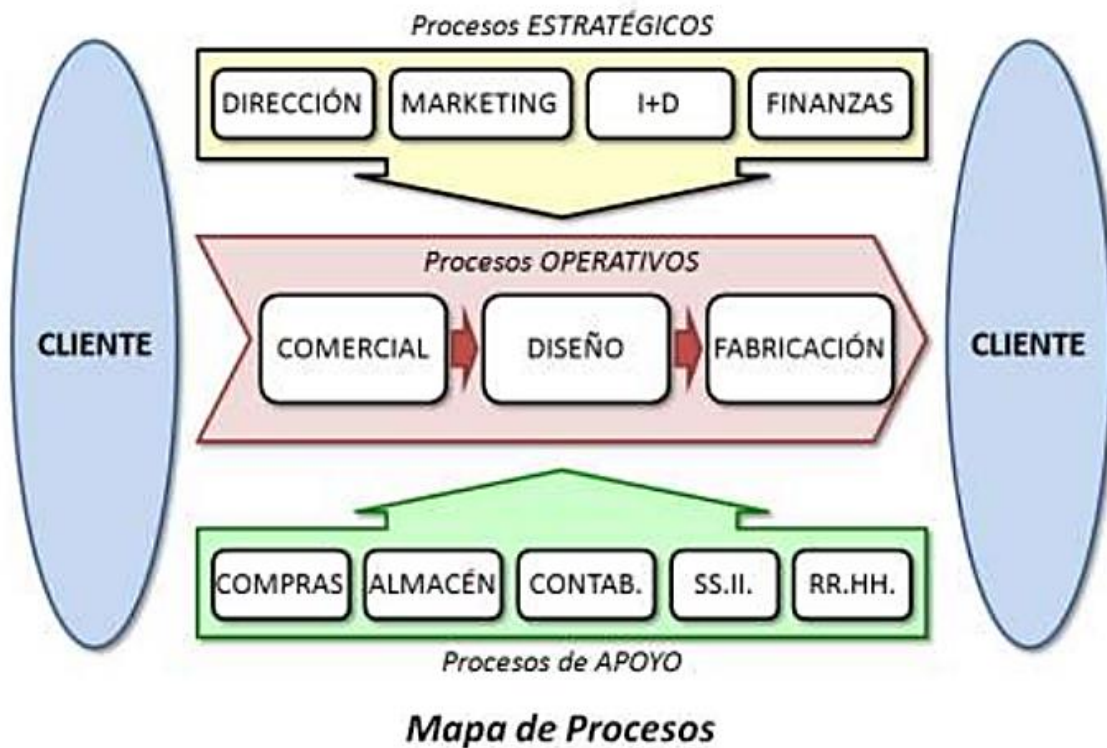 Procesos ESTRATÉGICOS
DIRECCIÓN
MARKETING
I+D
FINANZAS
Procesos OPERATIVOS
CLIENTE
COMERCIAL
DISEÑO
FABRICACIÓN
CLIENTE
COMPRAS
ALMACÉN
CONTAB.
SS.II.
RR.HH.
Procesos de APOYO
Mapa de Procesos